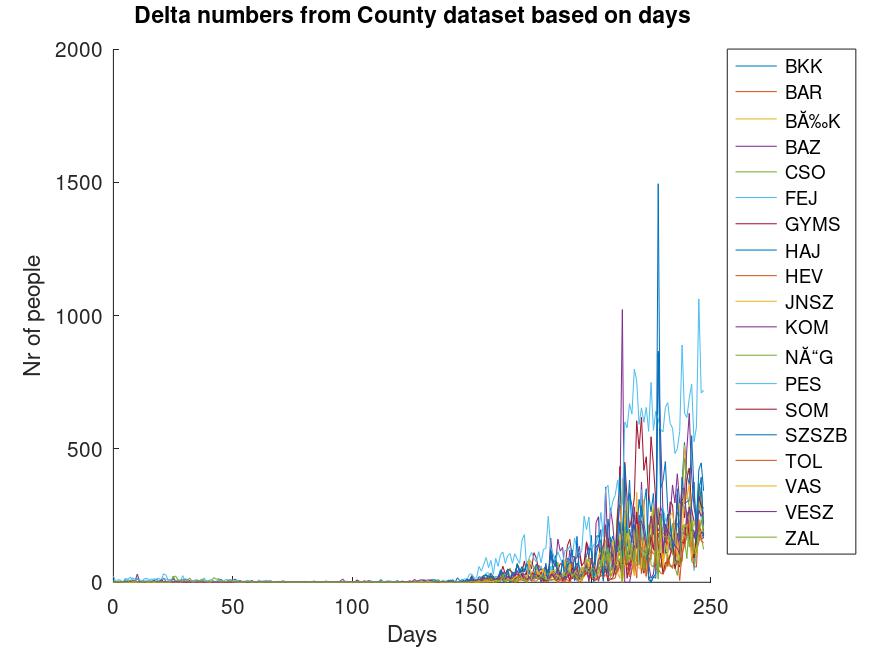 Delta numbers from County dataset based on days
2000
1500
1000
500
0
0 50 100 150 200 250
Days
Nr of people
BKK
BAR
BĂ‰K
BAZ
CSO
FEJ
GYMS
HAJ
HEV
JNSZ
KOM
NĂ“G
PES
SOM
SZSZB
TOL
VAS
VESZ
ZAL